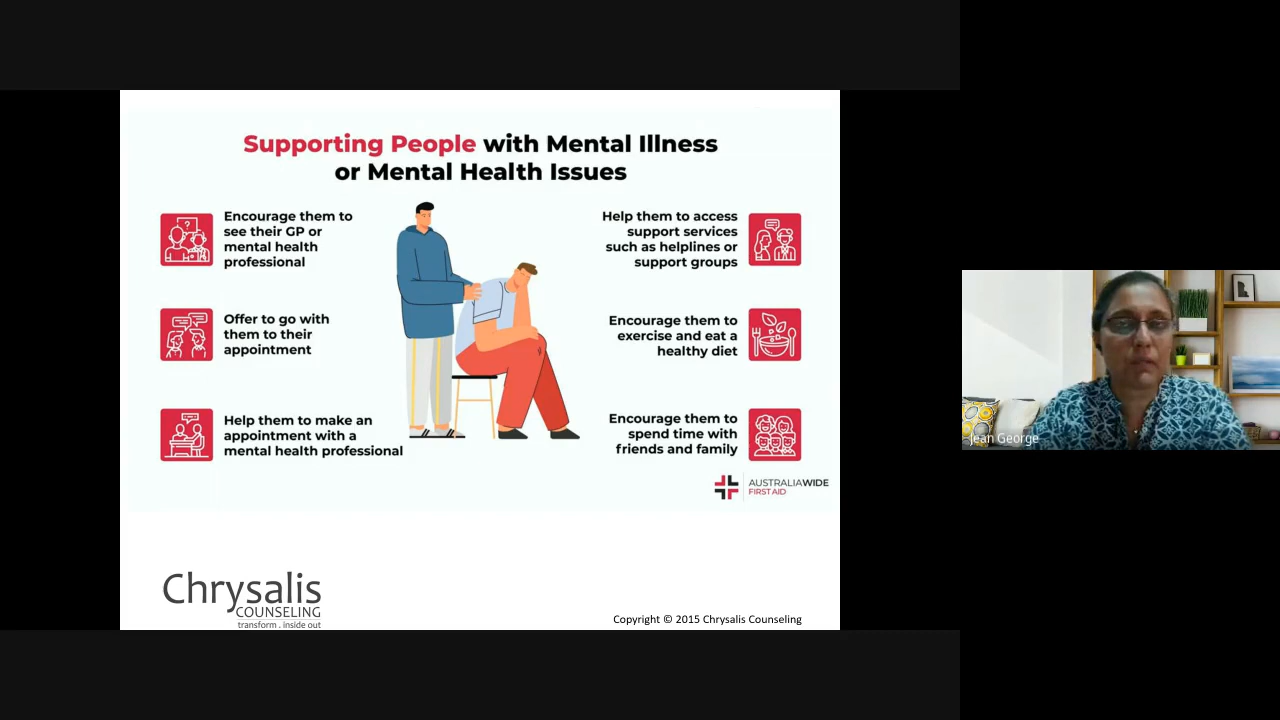 Supporting People with Mental Illness
or Mental Health Issues
Encourage them to
see their GP or
mental health
professional
Offer to go with
them to their
appointment
Help them to make an
appointment with a
mental health professional
Help them to access
support services
such as helplines or
support groups
Encourage them to
exercise and eat a
healthy diet
Encourage them to
spend time with
friends and family
AUSTRALIAWIDE
FIRST AID
Chrysalis
COUNSELING
transform . inside out
Copyright © 2015 Chrysalis Counseling
Jean George